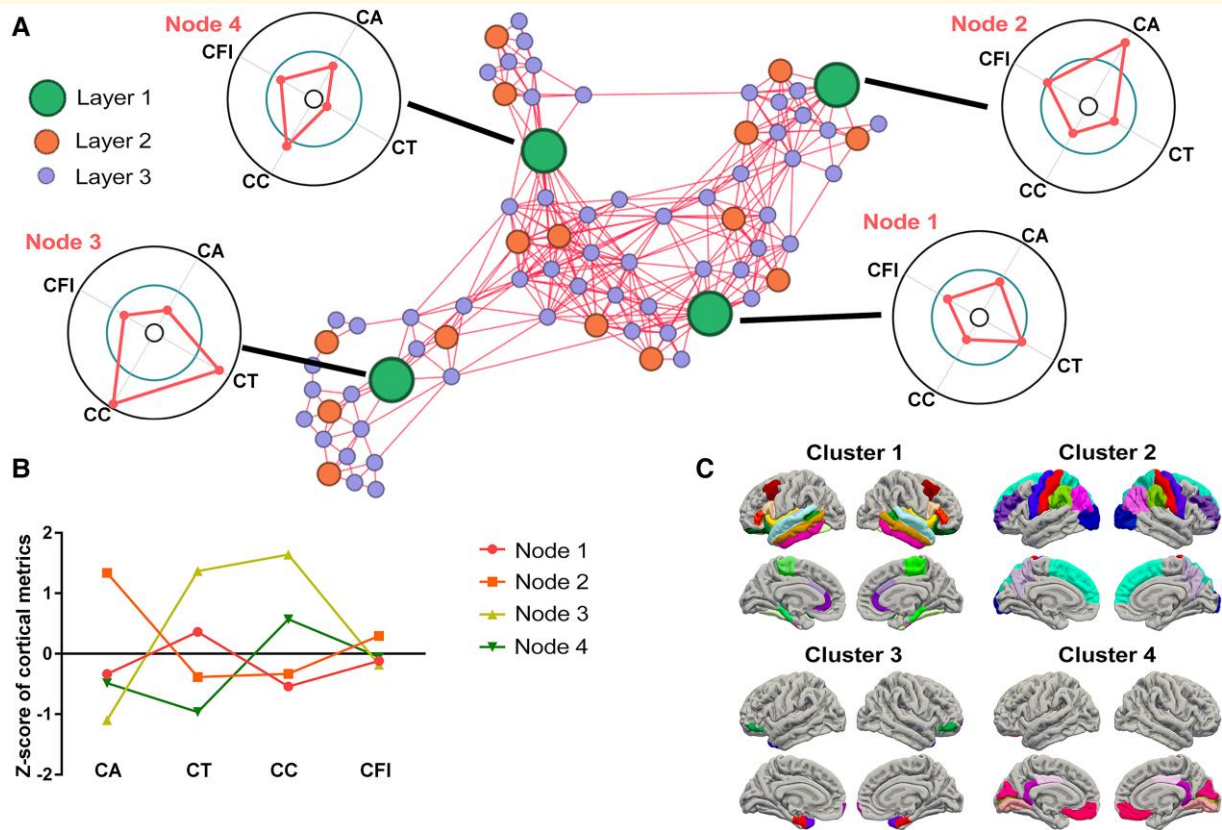 A
Node 4
CA
CFI
CT
CC
Layer 1
Layer 2
Layer 3
Node 2
CA
CFI
CT
CC
Node 3
CA
CFI
CT
CC
Node 1
CA
CFI
CT
CC
B
Z-score of cortical metrics
2
1
0
-1
-2
CA CT CC CFI
Node 1
Node 2
Node 3
Node 4
C
Cluster 1 Cluster 2
Cluster 3 Cluster 4